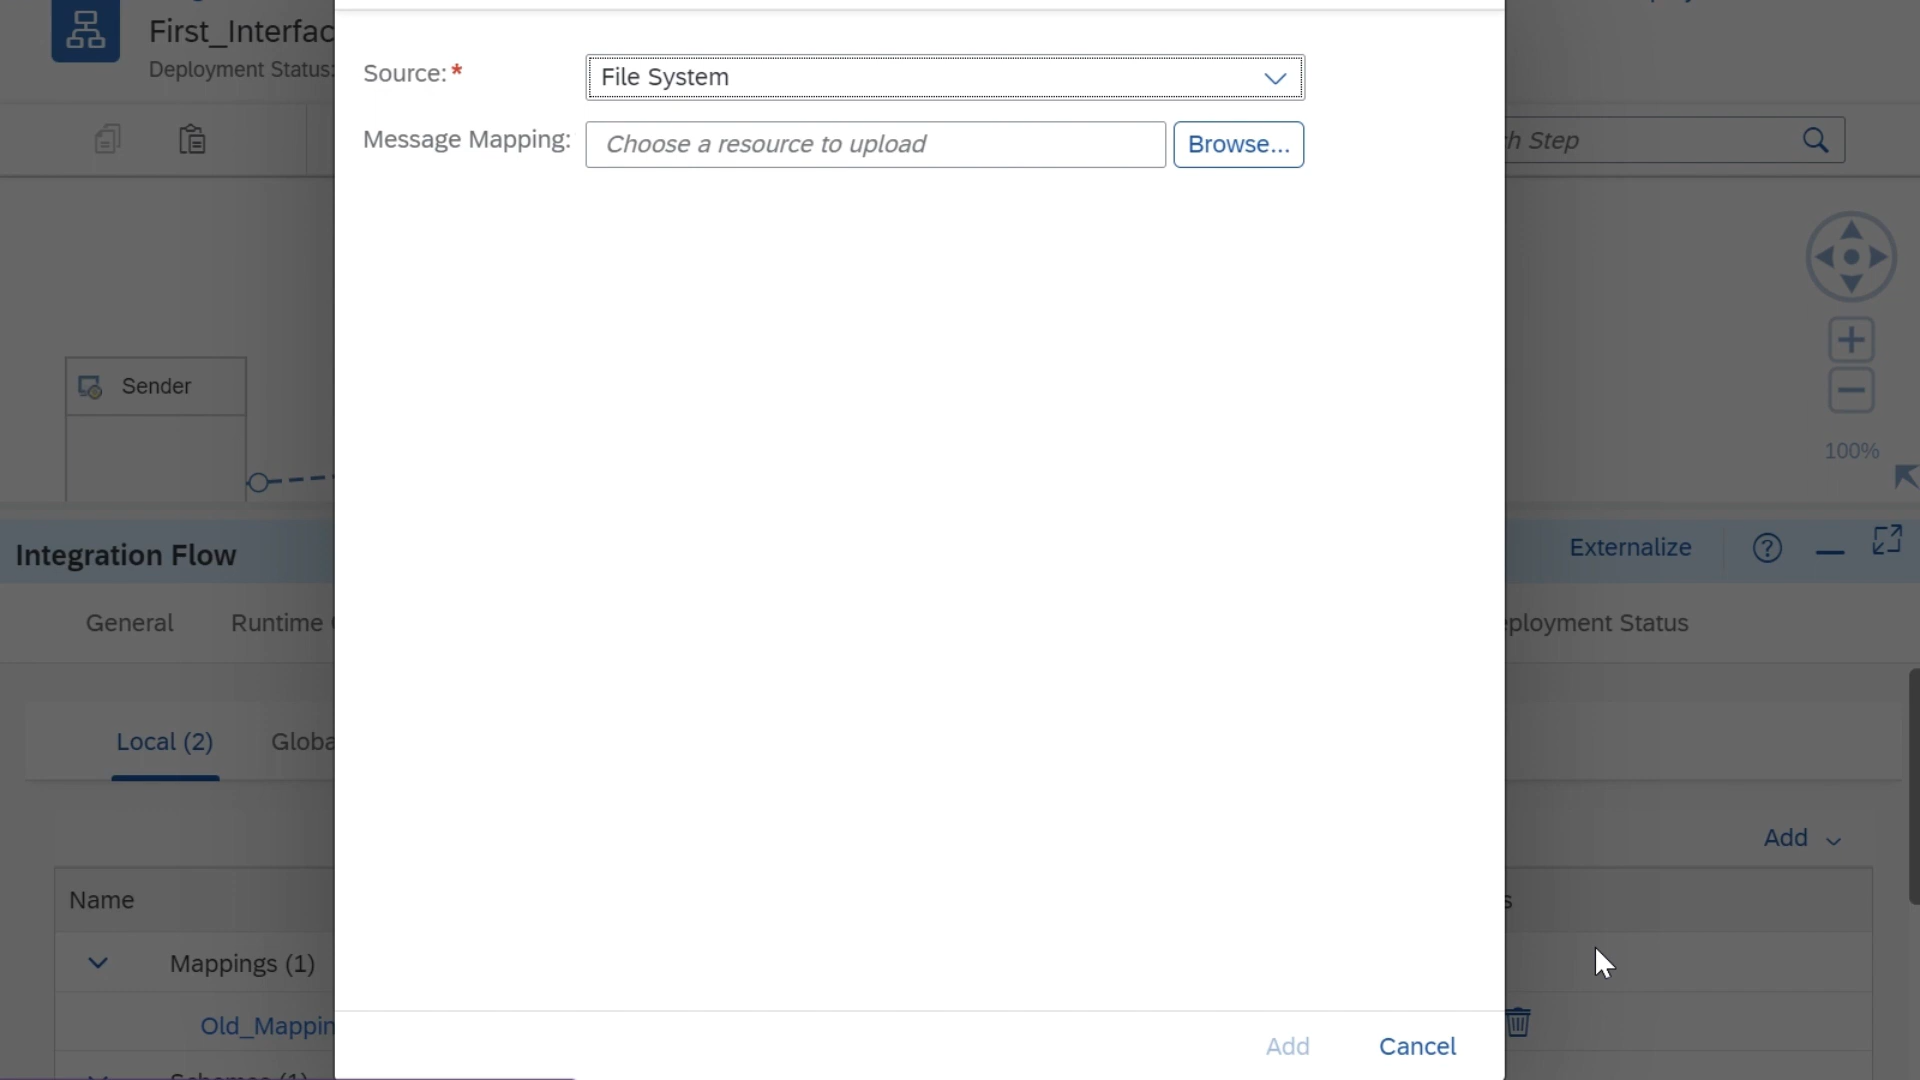 First_Interfac
Deployment Status:
Source:*
File System
Message Mapping:
Choose a resource to upload
Browse...
Step
Sender
100%
Integration Flow
Externalize
General
Runtime
ployment Status
Local (2)
Globa
Add
Name
Mappings (1)
Old_Mappin
Add
Cancel